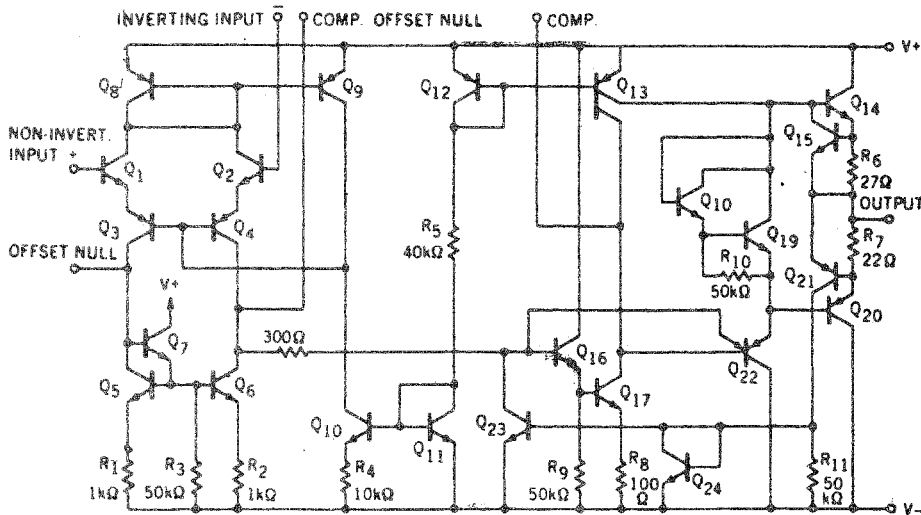 INVERTING INPUT −
COMP. OFFSET NULL
COMP.
V+
Q8
Q9
Q12
Q13
Q14
NON-INVERT.
INPUT +
Q1
Q2
Q15
R6
27Ω
Q10
OUTPUT
Q3
Q4
R5
40kΩ
Q19
R7
22Ω
OFFSET NULL
R10
50kΩ
Q21
V+
Q20
300Ω
Q7
Q16
Q22
Q5
Q6
Q17
Q10
Q11
Q23
R1
1kΩ
R3
50kΩ
R2
1kΩ
R4
10kΩ
R9
50kΩ
R8
100
Ω
Q24
R11
50
kΩ
V−